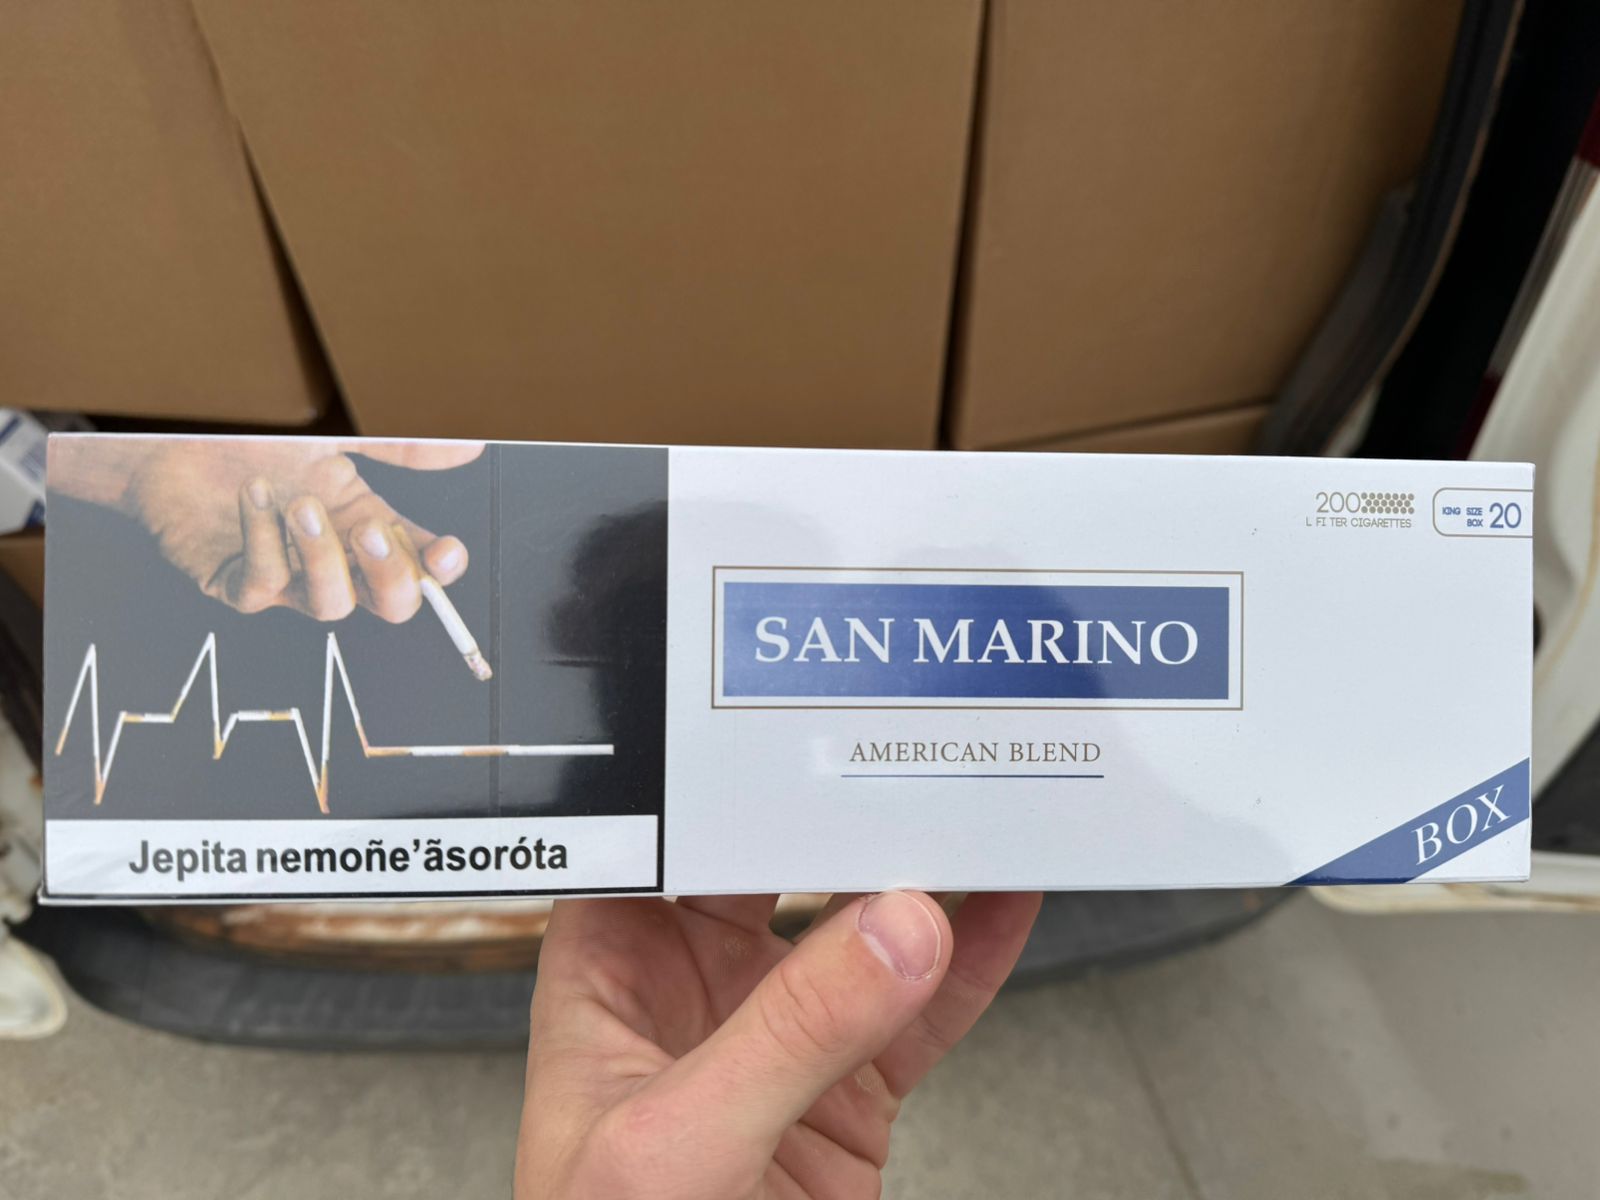 200
L FI TER CIGARETTES
KING SIZE
BOX 20
SAN MARINO
AMERICAN BLEND
BOX
Jepita nemoñe’ãsoróta